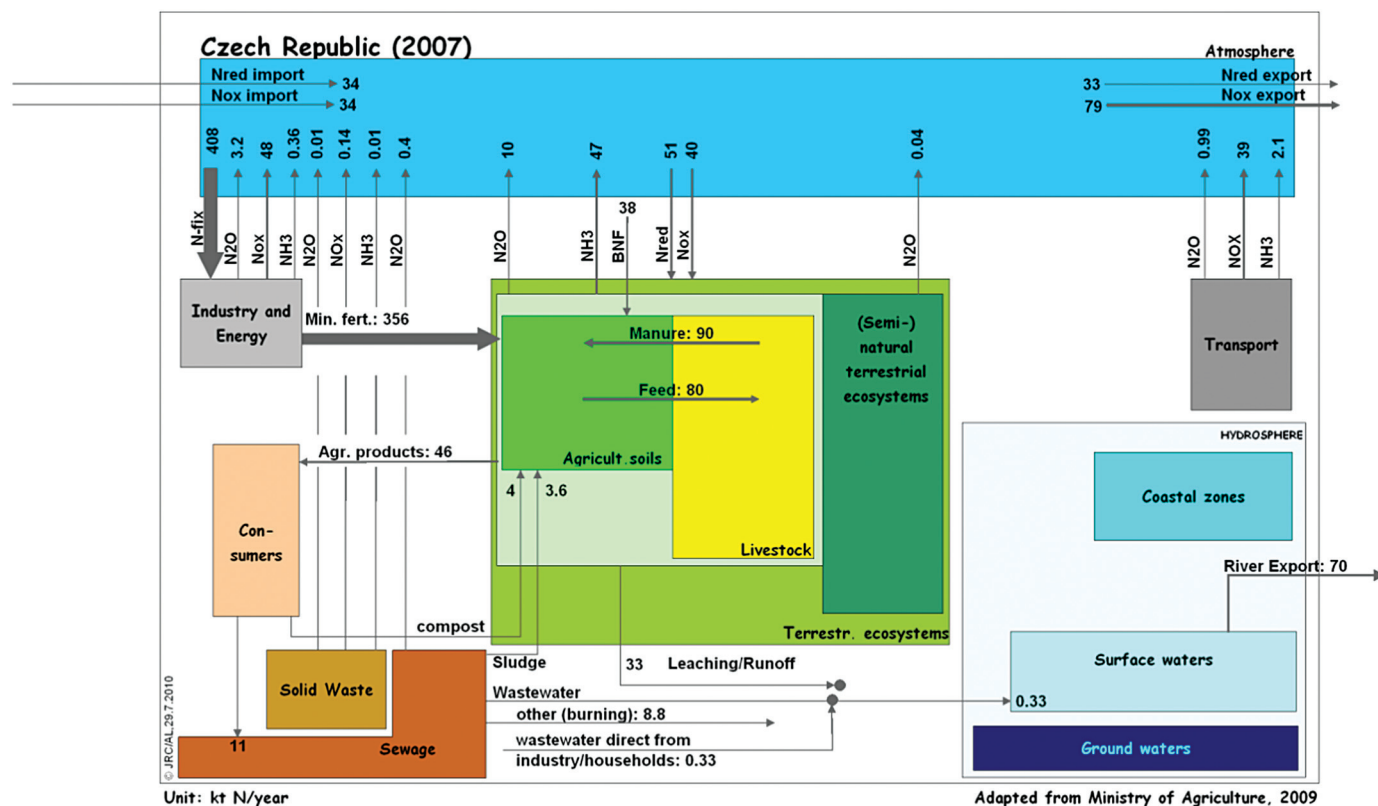 Czech Republic (2007)
Atmosphere
Nred import
34
33
Nred export
Nox import
34
79
Nox export
408
3.2
48
0.36
0.01
0.14
0.01
0.4
10
47
51
40
0.04
0.99
39
2.1
38
N-fix
N2O
Nox
NH3
N2O
NOx
NH3
N2O
N2O
NH3
BNF
Nred
Nox
N2O
N2O
NOX
NH3
Industry and
Energy
Min. fert.: 356
Manure: 90
Feed: 80
Agricult.soils
Livestock
(Semi-)
natural
terrestrial
ecosystems
Transport
HYDROSPHERE
Agr. products: 46
4
3.6
Con-
sumers
Coastal zones
River Export: 70
compost
Terrestr. ecosystems
Sludge
33
Leaching/Runoff
Surface waters
Solid Waste
Wastewater
0.33
other (burning): 8.8
11
Sewage
wastewater direct from
industry/households: 0.33
Ground waters
© JRC/AL.29.7.2010
Unit: kt N/year
Adapted from Ministry of Agriculture, 2009